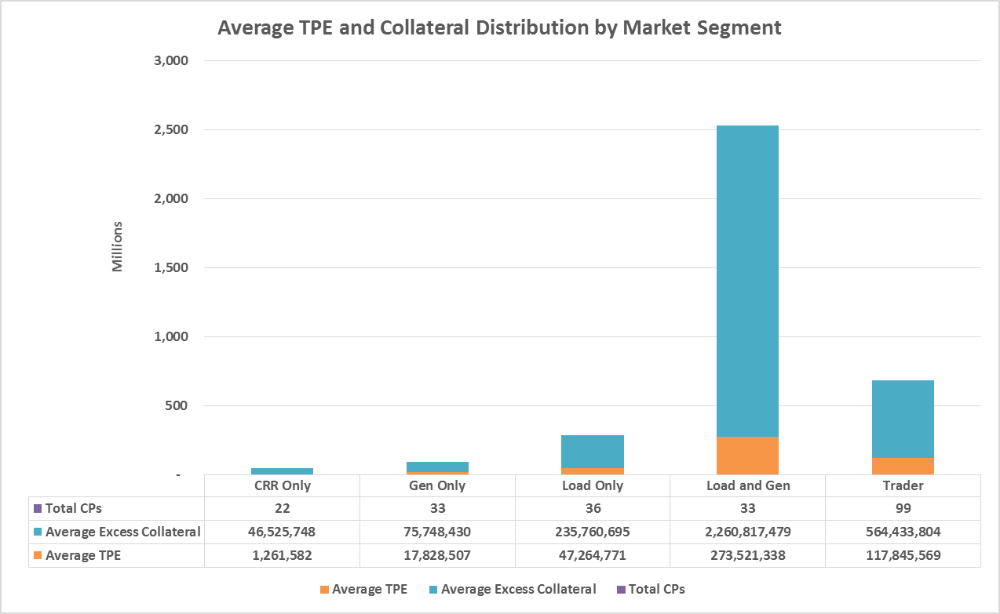 Average TPE and Collateral Distribution by Market Segment
3,000
2,500
2,000
1,500
1,000
500
-
Millions
CRR Only Gen Only Load Only Load and Gen Trader
Total CPs 22 33 36 33 99
Average Excess Collateral 46,525,748 75,748,430 235,760,695 2,260,817,479 564,433,804
Average TPE 1,261,582 17,828,507 47,264,771 273,521,338 117,845,569
Average TPE Average Excess Collateral Total CPs